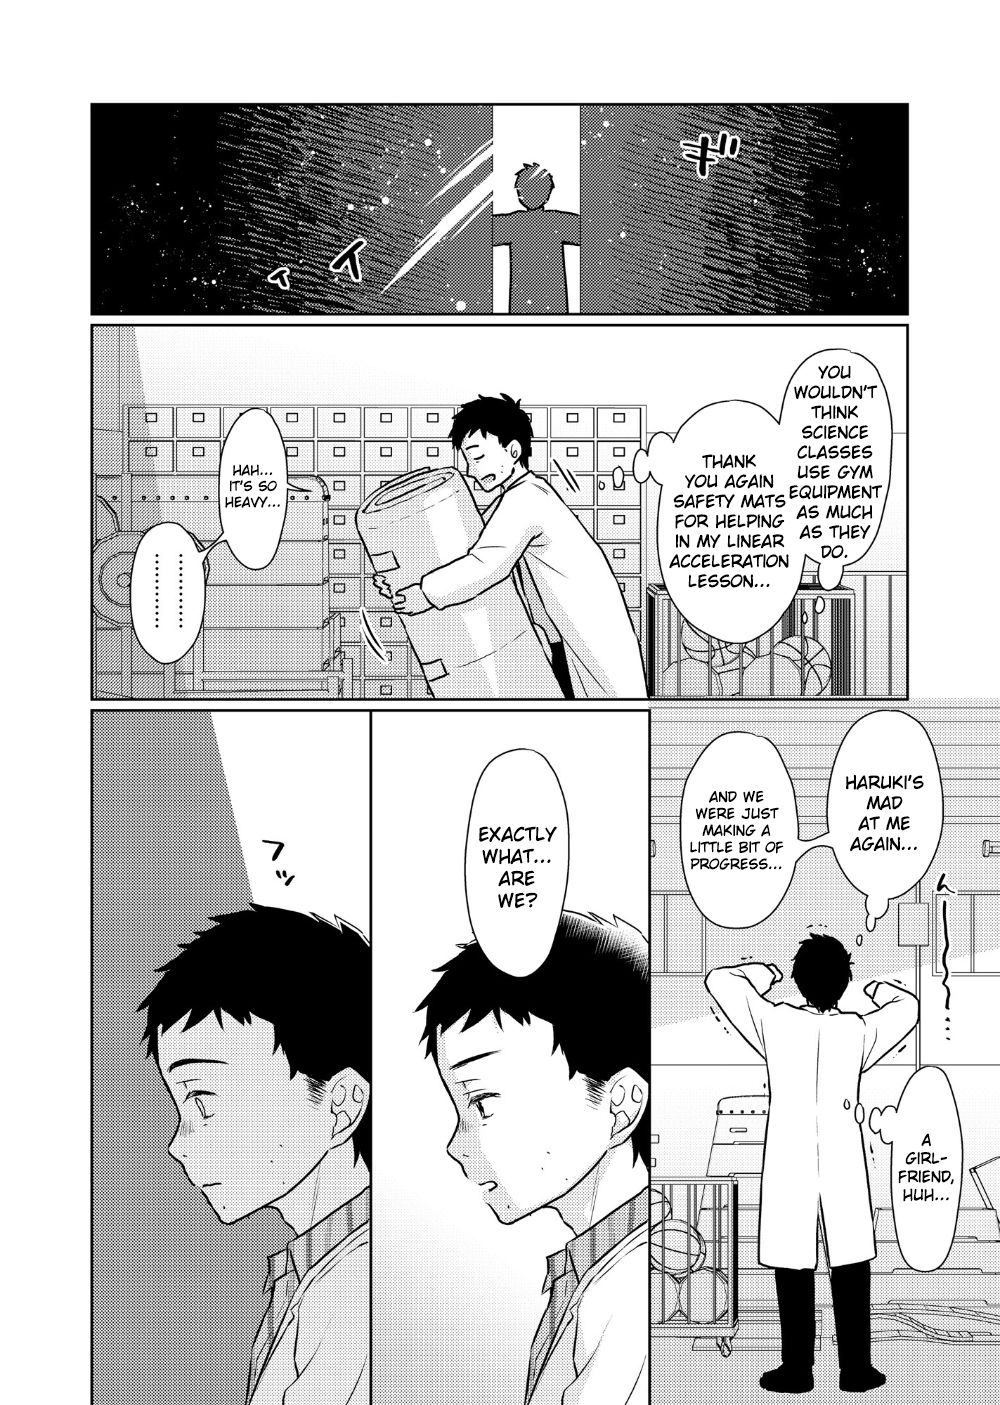 ギギ
イ
ィ
YOU
WOULDN'T
THINK
SCIENCE
CLASSES
USE GYM
EQUIPMENT
AS MUCH
AS THEY
DO.
THANK
YOU AGAIN
SAFETY MATS
FOR HELPING
IN MY LINEAR
ACCELERATION
LESSON...
HAH...
IT'S SO
HEAVY...
HARUKI'S
MAD
AT ME
AGAIN...
AND WE
WERE JUST
MAKING A
LITTLE BIT OF
PROGRESS...
ん
A
GIRL-
FRIEND,
HUH...
EXACTLY
WHAT...
ARE
WE?
フ
ッ